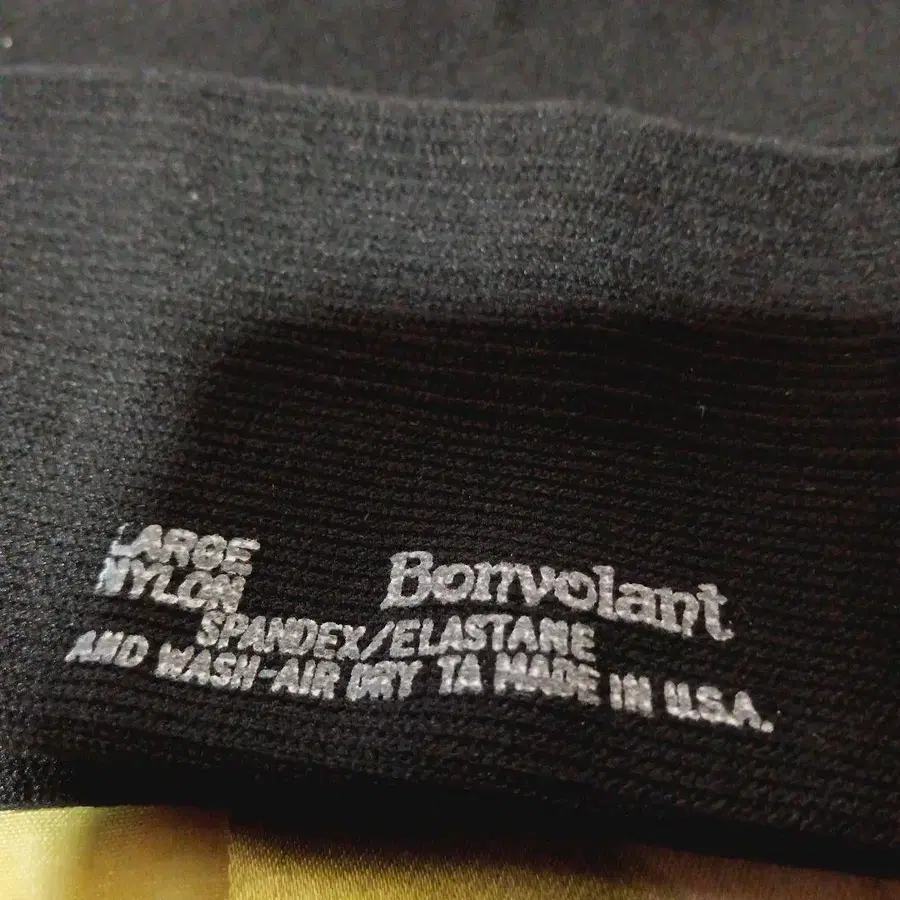 LARGE
NYLON
Bonvolant
SPANDEX/ELASTANE
AND WASH-AIR DRY TA MADE IN U.S.A.